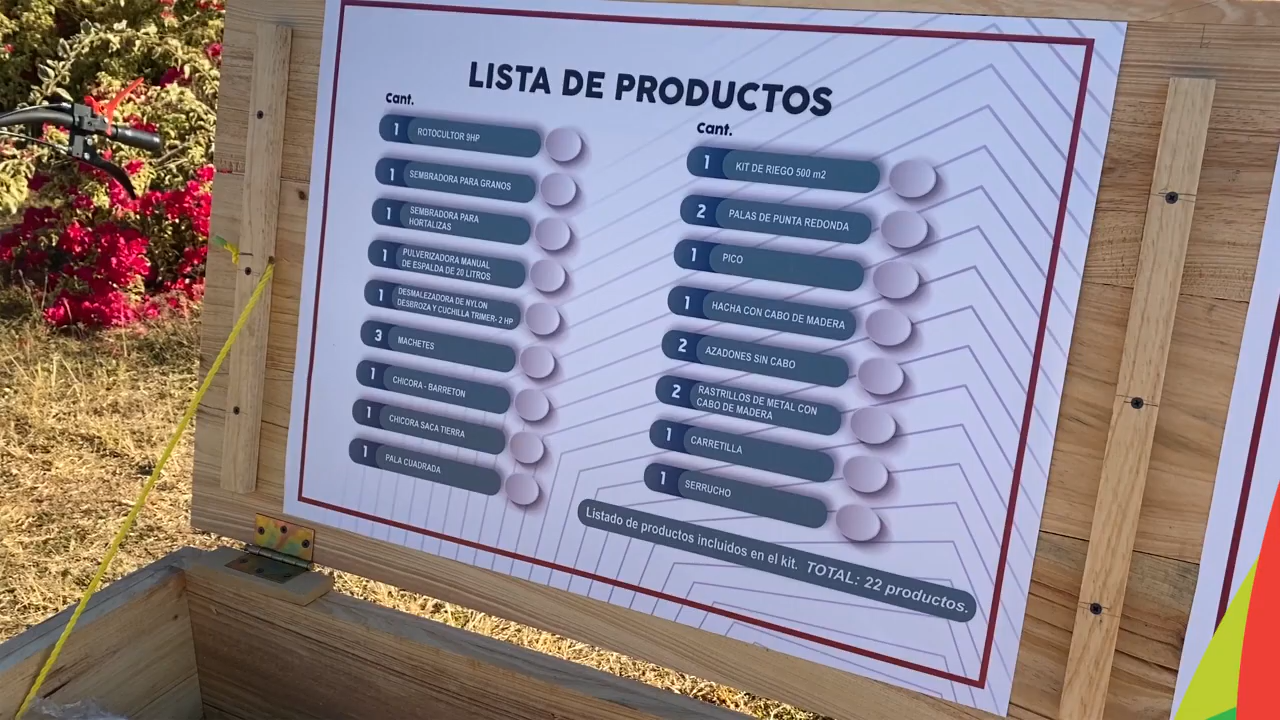 LISTA DE PRODUCTOS
Cant.
1 ROTOCULTOR 9HP
1 SEMBRADORA PARA GRANOS
1 SEMBRADORA PARA
HORTALIZAS
1 PULVERIZADORA MANUAL
DE ESPALDA DE 20 LITROS
1 DESMALEZADORA DE NYLON
DESBROZA Y CUCHILLA TRIMER- 2 HP
3 MACHETES
1 CHICORA - BARRETON
1 CHICORA SACA TIERRA
1 PALA CUADRADA
Cant.
1 KIT DE RIEGO 500 m2
2 PALAS DE PUNTA REDONDA
1 PICO
1 HACHA CON CABO DE MADERA
2 AZADONES SIN CABO
2 RASTRILLOS DE METAL CON
CABO DE MADERA
1 CARRETILLA
1 SERRUCHO
Listado de productos incluidos en el kit. TOTAL: 22 productos.